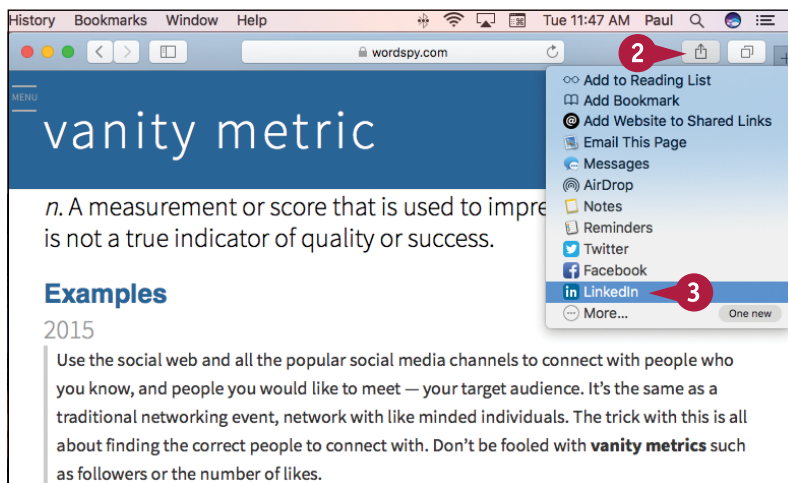 History Bookmarks Window Help Tue 11:47 AM Paul
wordspy.com
2
MENU
vanity metric
Add to Reading List
Add Bookmark
Add Website to Shared Links
Email This Page
Messages
AirDrop
Notes
Reminders
Twitter
Facebook
in LinkedIn
3
More... One new
n. A measurement or score that is used to impre
is not a true indicator of quality or success.
Examples
2015
Use the social web and all the popular social media channels to connect with people who
you know, and people you would like to meet — your target audience. It's the same as a
traditional networking event, network with like minded individuals. The trick with this is all
about finding the correct people to connect with. Don't be fooled with vanity metrics such
as followers or the number of likes.